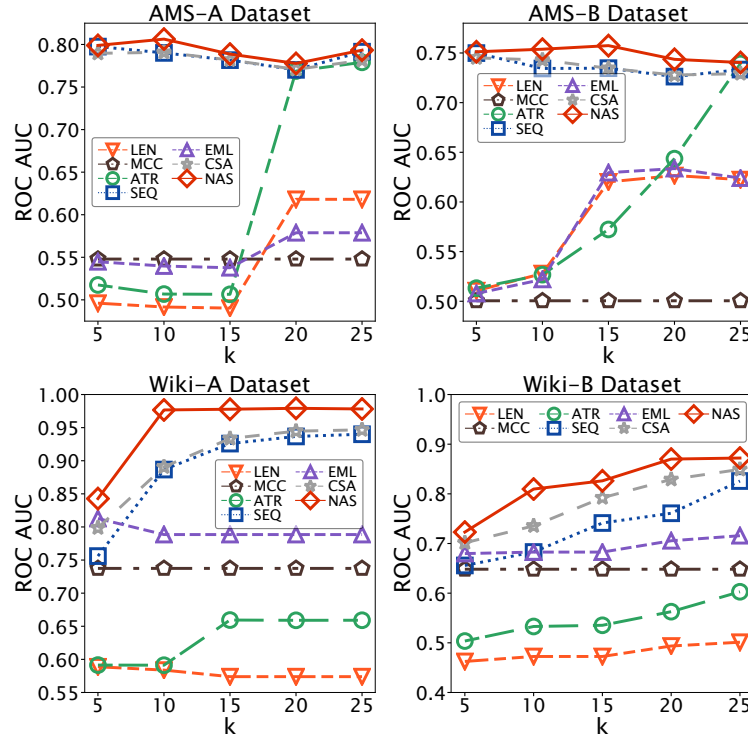 AMS-A Dataset
ROC AUC
0.80
0.75
0.70
0.65
0.60
0.55
0.50
LEN
MCC
ATR
SEQ
EML
CSA
NAS
5 10 15 20 25
k
AMS-B Dataset
ROC AUC
0.75
0.70
0.65
0.60
0.55
0.50
LEN
MCC
ATR
SEQ
EML
CSA
NAS
5 10 15 20 25
k
Wiki-A Dataset
ROC AUC
1.00
0.95
0.90
0.85
0.80
0.75
0.70
0.65
0.60
0.55
LEN
MCC
ATR
SEQ
EML
CSA
NAS
5 10 15 20 25
k
Wiki-B Dataset
ROC AUC
1.0
0.9
0.8
0.7
0.6
0.5
0.4
LEN
MCC
ATR
SEQ
EML
CSA
NAS
5 10 15 20 25
k